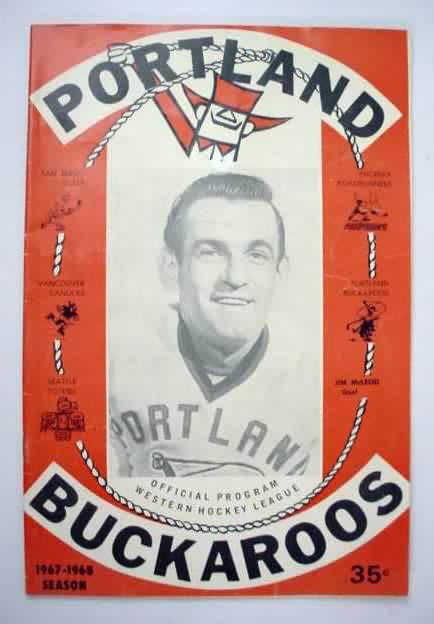 PORTLAND
SAN DIEGO
GULLS
PHOENIX
ROADRUNNERS
VANCOUVER
CANUCKS
PORTLAND
BUCKAROOS
SEATTLE
TOTEMS
JIM McLEOD
Goal
PORTLAND
OFFICIAL PROGRAM
WESTERN HOCKEY LEAGUE
BUCKAROOS
1967-1968
SEASON
35¢